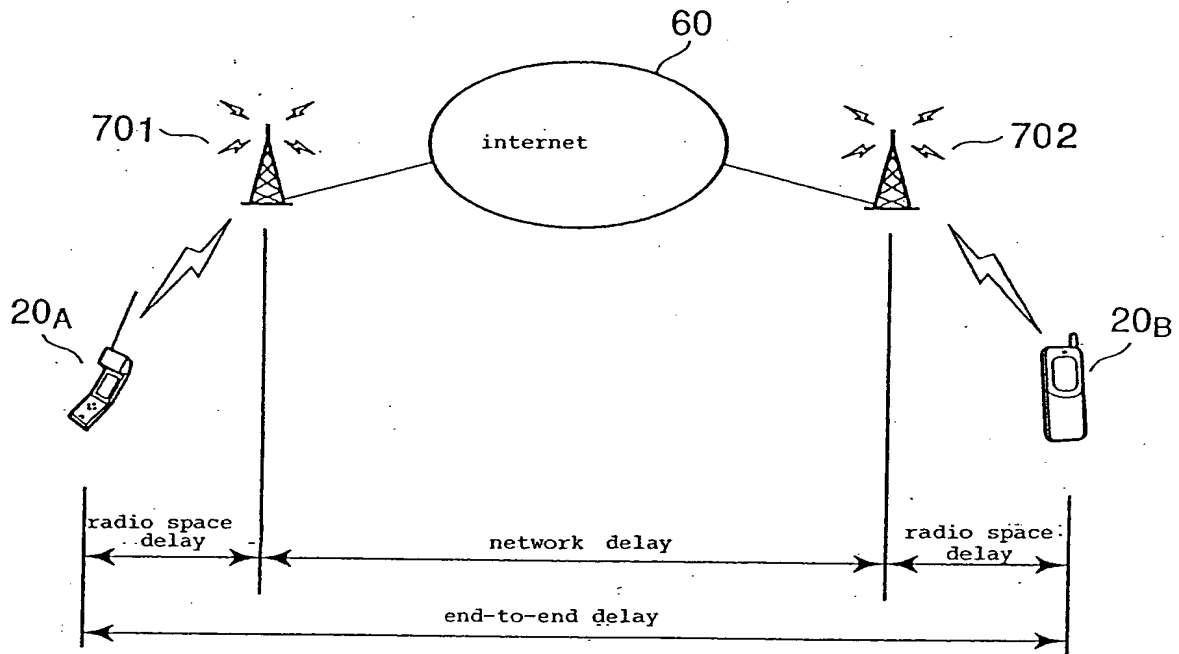 60
701
internet
702
20A
20B
radio space
delay
network delay
radio space
delay
end-to-end delay